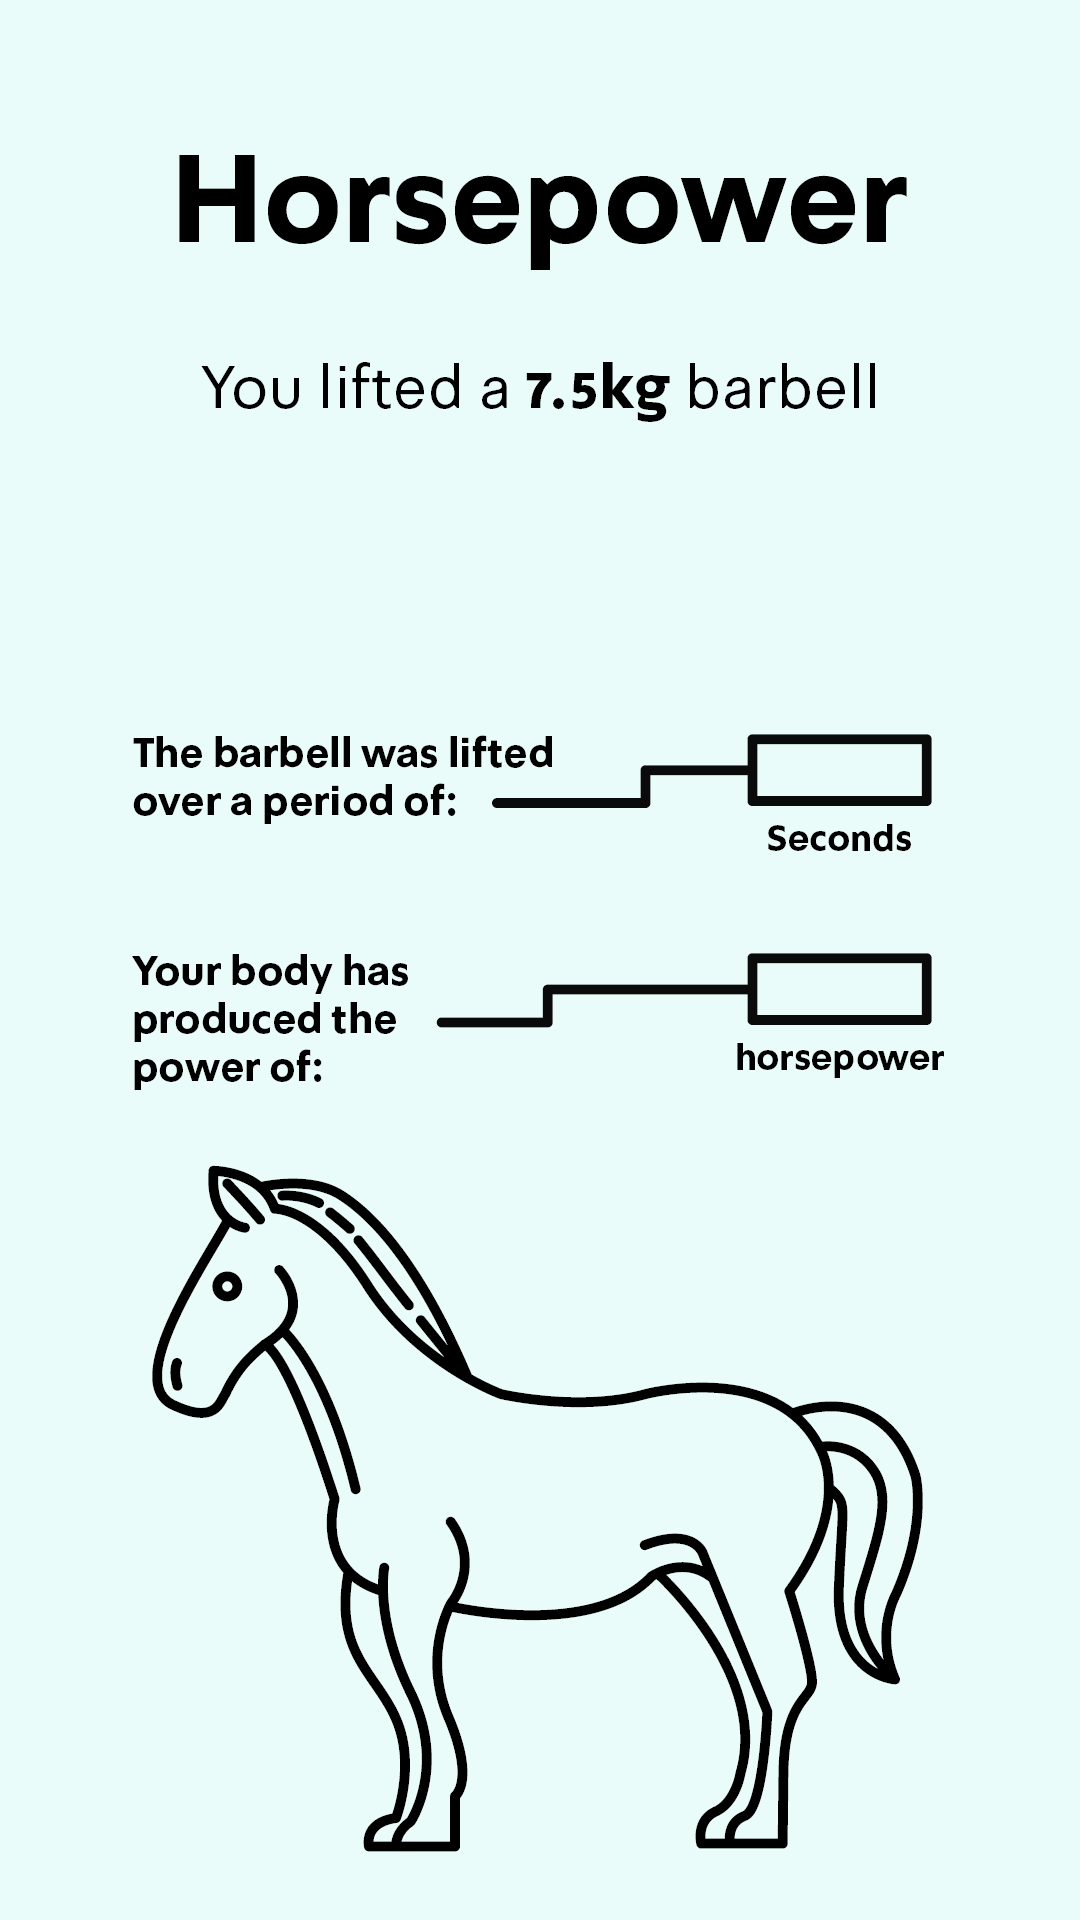 Horsepower
You lifted a 7.5kg barbell
The barbell was lifted
over a period of:
Seconds
Your body has
produced the
power of:
horsepower